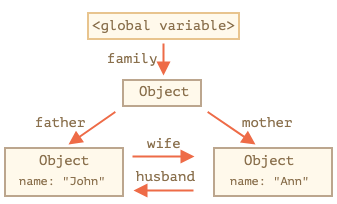 <global variable>
family
Object
father
mother
wife
Object
name: "John"
husband
Object
name: "Ann"